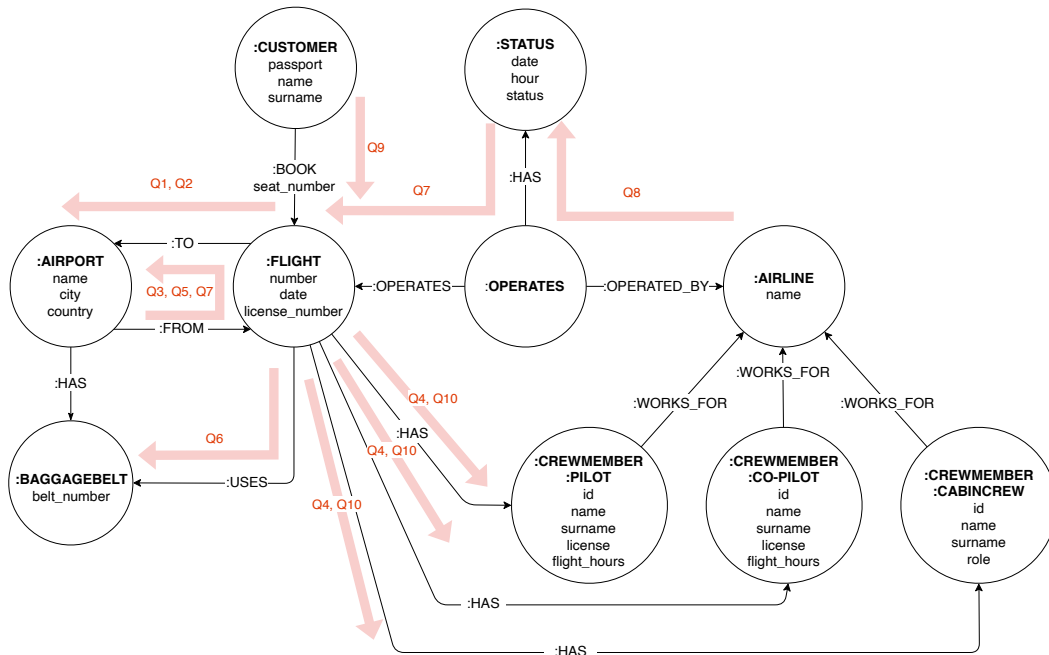 :CUSTOMER
passport
name
surname
:STATUS
date
hour
status
Q9
:BOOK
seat_number
:HAS
Q1, Q2
Q7
Q8
:TO
:AIRPORT
name
city
country
Q3, Q5, Q7
:FROM
:FLIGHT
number
date
license_number
:OPERATES
:OPERATES
:OPERATED_BY
:AIRLINE
name
:HAS
:WORKS_FOR
:WORKS_FOR
:WORKS_FOR
Q4, Q10
:HAS
Q4, Q10
Q6
:BAGGAGEBELT
belt_number
:USES
Q4, Q10
:CREWMEMBER
:PILOT
id
name
surname
license
flight_hours
:CREWMEMBER
:CO-PILOT
id
name
surname
license
flight_hours
:CREWMEMBER
:CABINCREW
id
name
surname
role
:HAS
:HAS